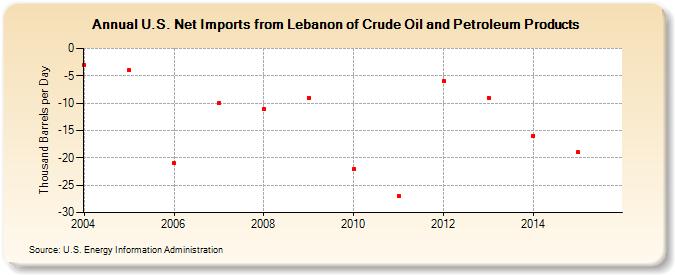 Annual U.S. Net Imports from Lebanon of Crude Oil and Petroleum Products
Thousand Barrels per Day
0
-5
-10
-15
-20
-25
-30
2004 2006 2008 2010 2012 2014
Source: U.S. Energy Information Administration